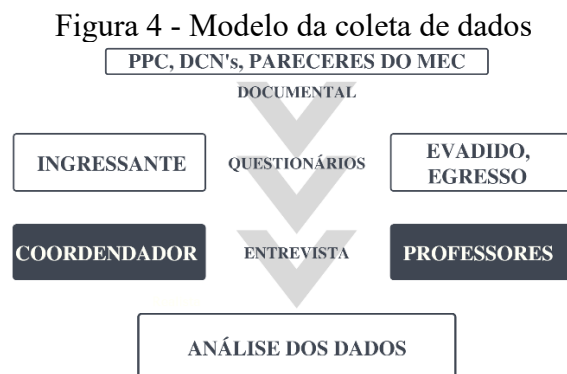 Figura 4 - Modelo da coleta de dados
PPC, DCN's, PARECERES DO MEC
DOCUMENTAL
INGRESSANTE
QUESTIONÁRIOS
EVADIDO,
EGRESSO
COORDENDADOR
ENTREVISTA
PROFESSORES
ANÁLISE DOS DADOS